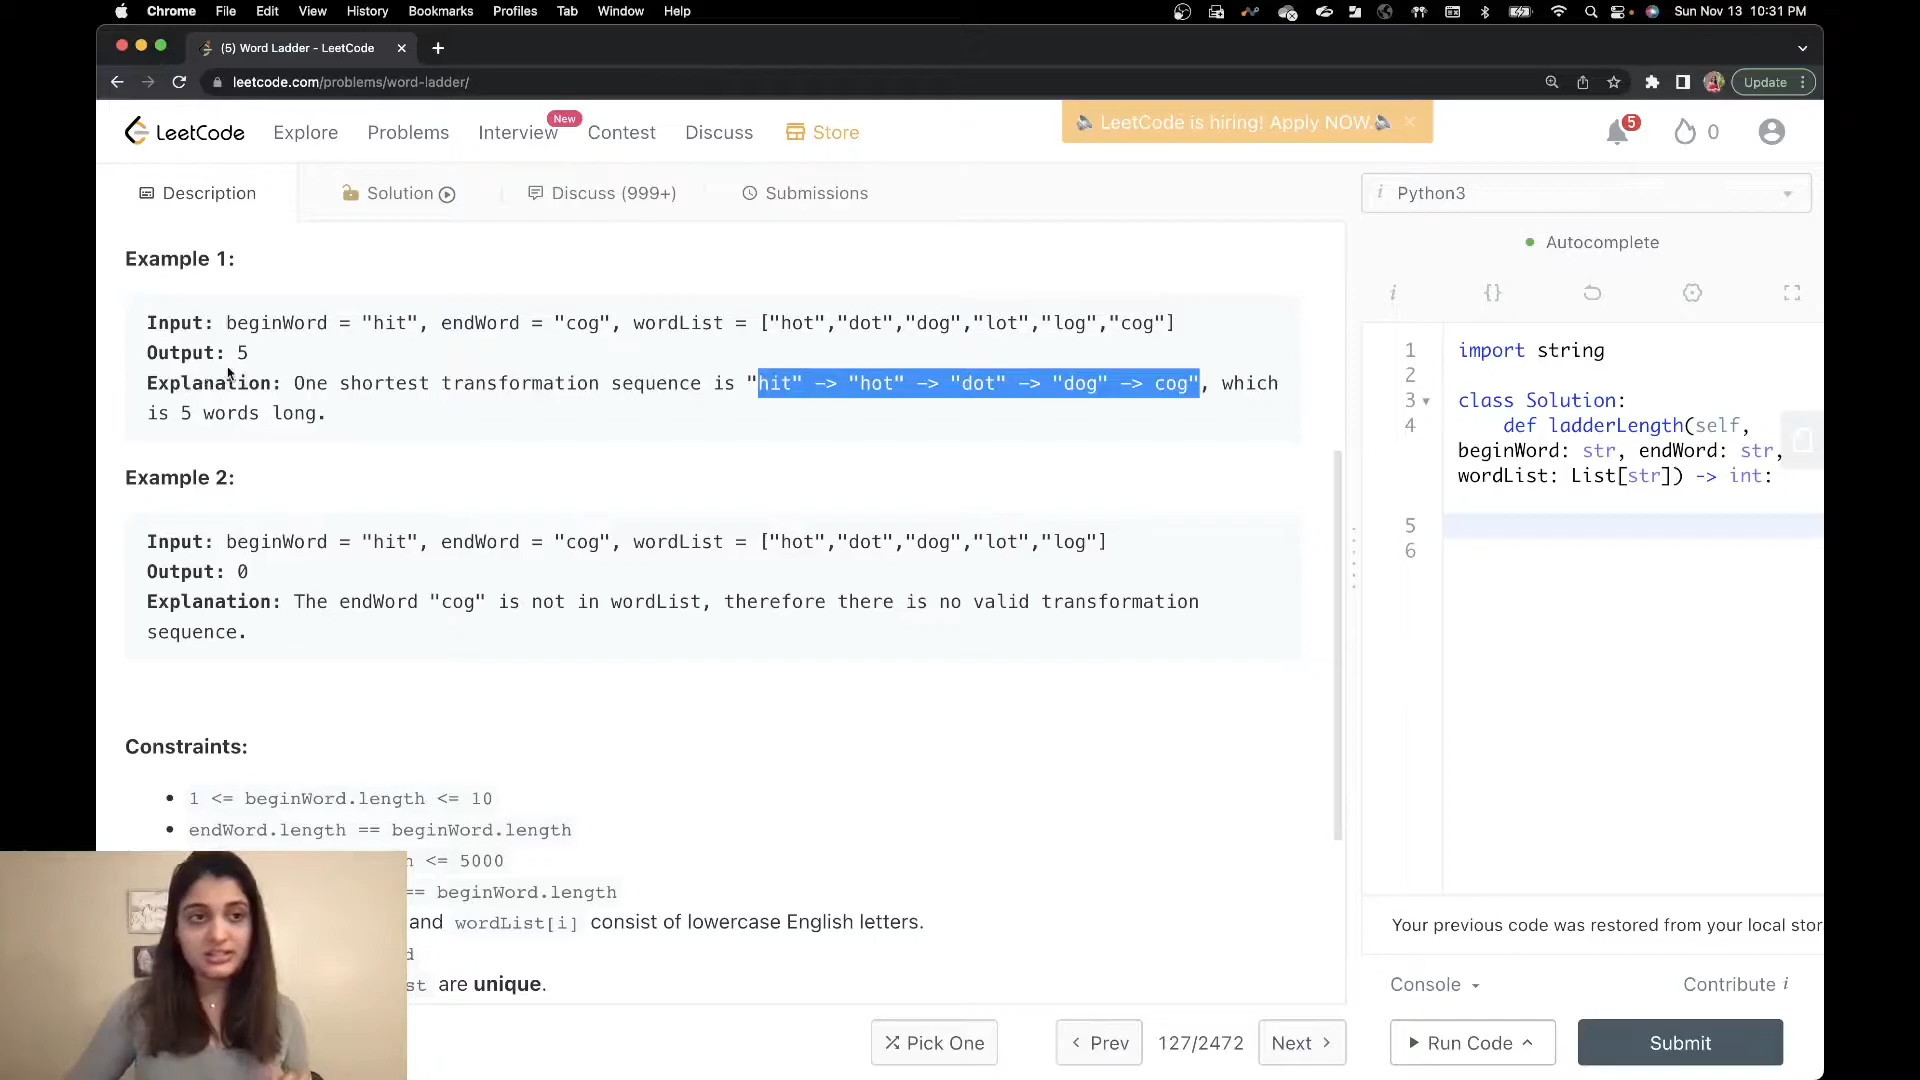 Chrome File Edit View History Bookmarks Profiles Tab Window Help Sun Nov 13 10:31 PM
(5) Word Ladder - LeetCode
leetcode.com/problems/word-ladder/ Update
LeetCode Explore Problems Interview New Contest Discuss Store LeetCode is hiring! Apply NOW. 5 0
Description Solution Discuss (999+) Submissions i Python3
Autocomplete
i {}
Example 1:
Input: beginWord = "hit", endWord = "cog", wordList = ["hot","dot","dog","lot","log","cog"]
Output: 5
Explanation: One shortest transformation sequence is "hit" -> "hot" -> "dot" -> "dog" -> cog", which
is 5 words long.
Example 2:
Input: beginWord = "hit", endWord = "cog", wordList = ["hot","dot","dog","lot","log"]
Output: 0
Explanation: The endWord "cog" is not in wordList, therefore there is no valid transformation
sequence.
Constraints:
1 <= beginWord.length <= 10
endWord.length == beginWord.length
<= 5000
== beginWord.length
and wordList[i] consist of lowercase English letters.
are unique.
1 import string
2
3 class Solution:
4 def ladderLength(self,
beginWord: str, endWord: str,
wordList: List[str]) -> int:
5
6
Your previous code was restored from your local stor
Console Contribute i
Pick One Prev 127/2472 Next Run Code Submit